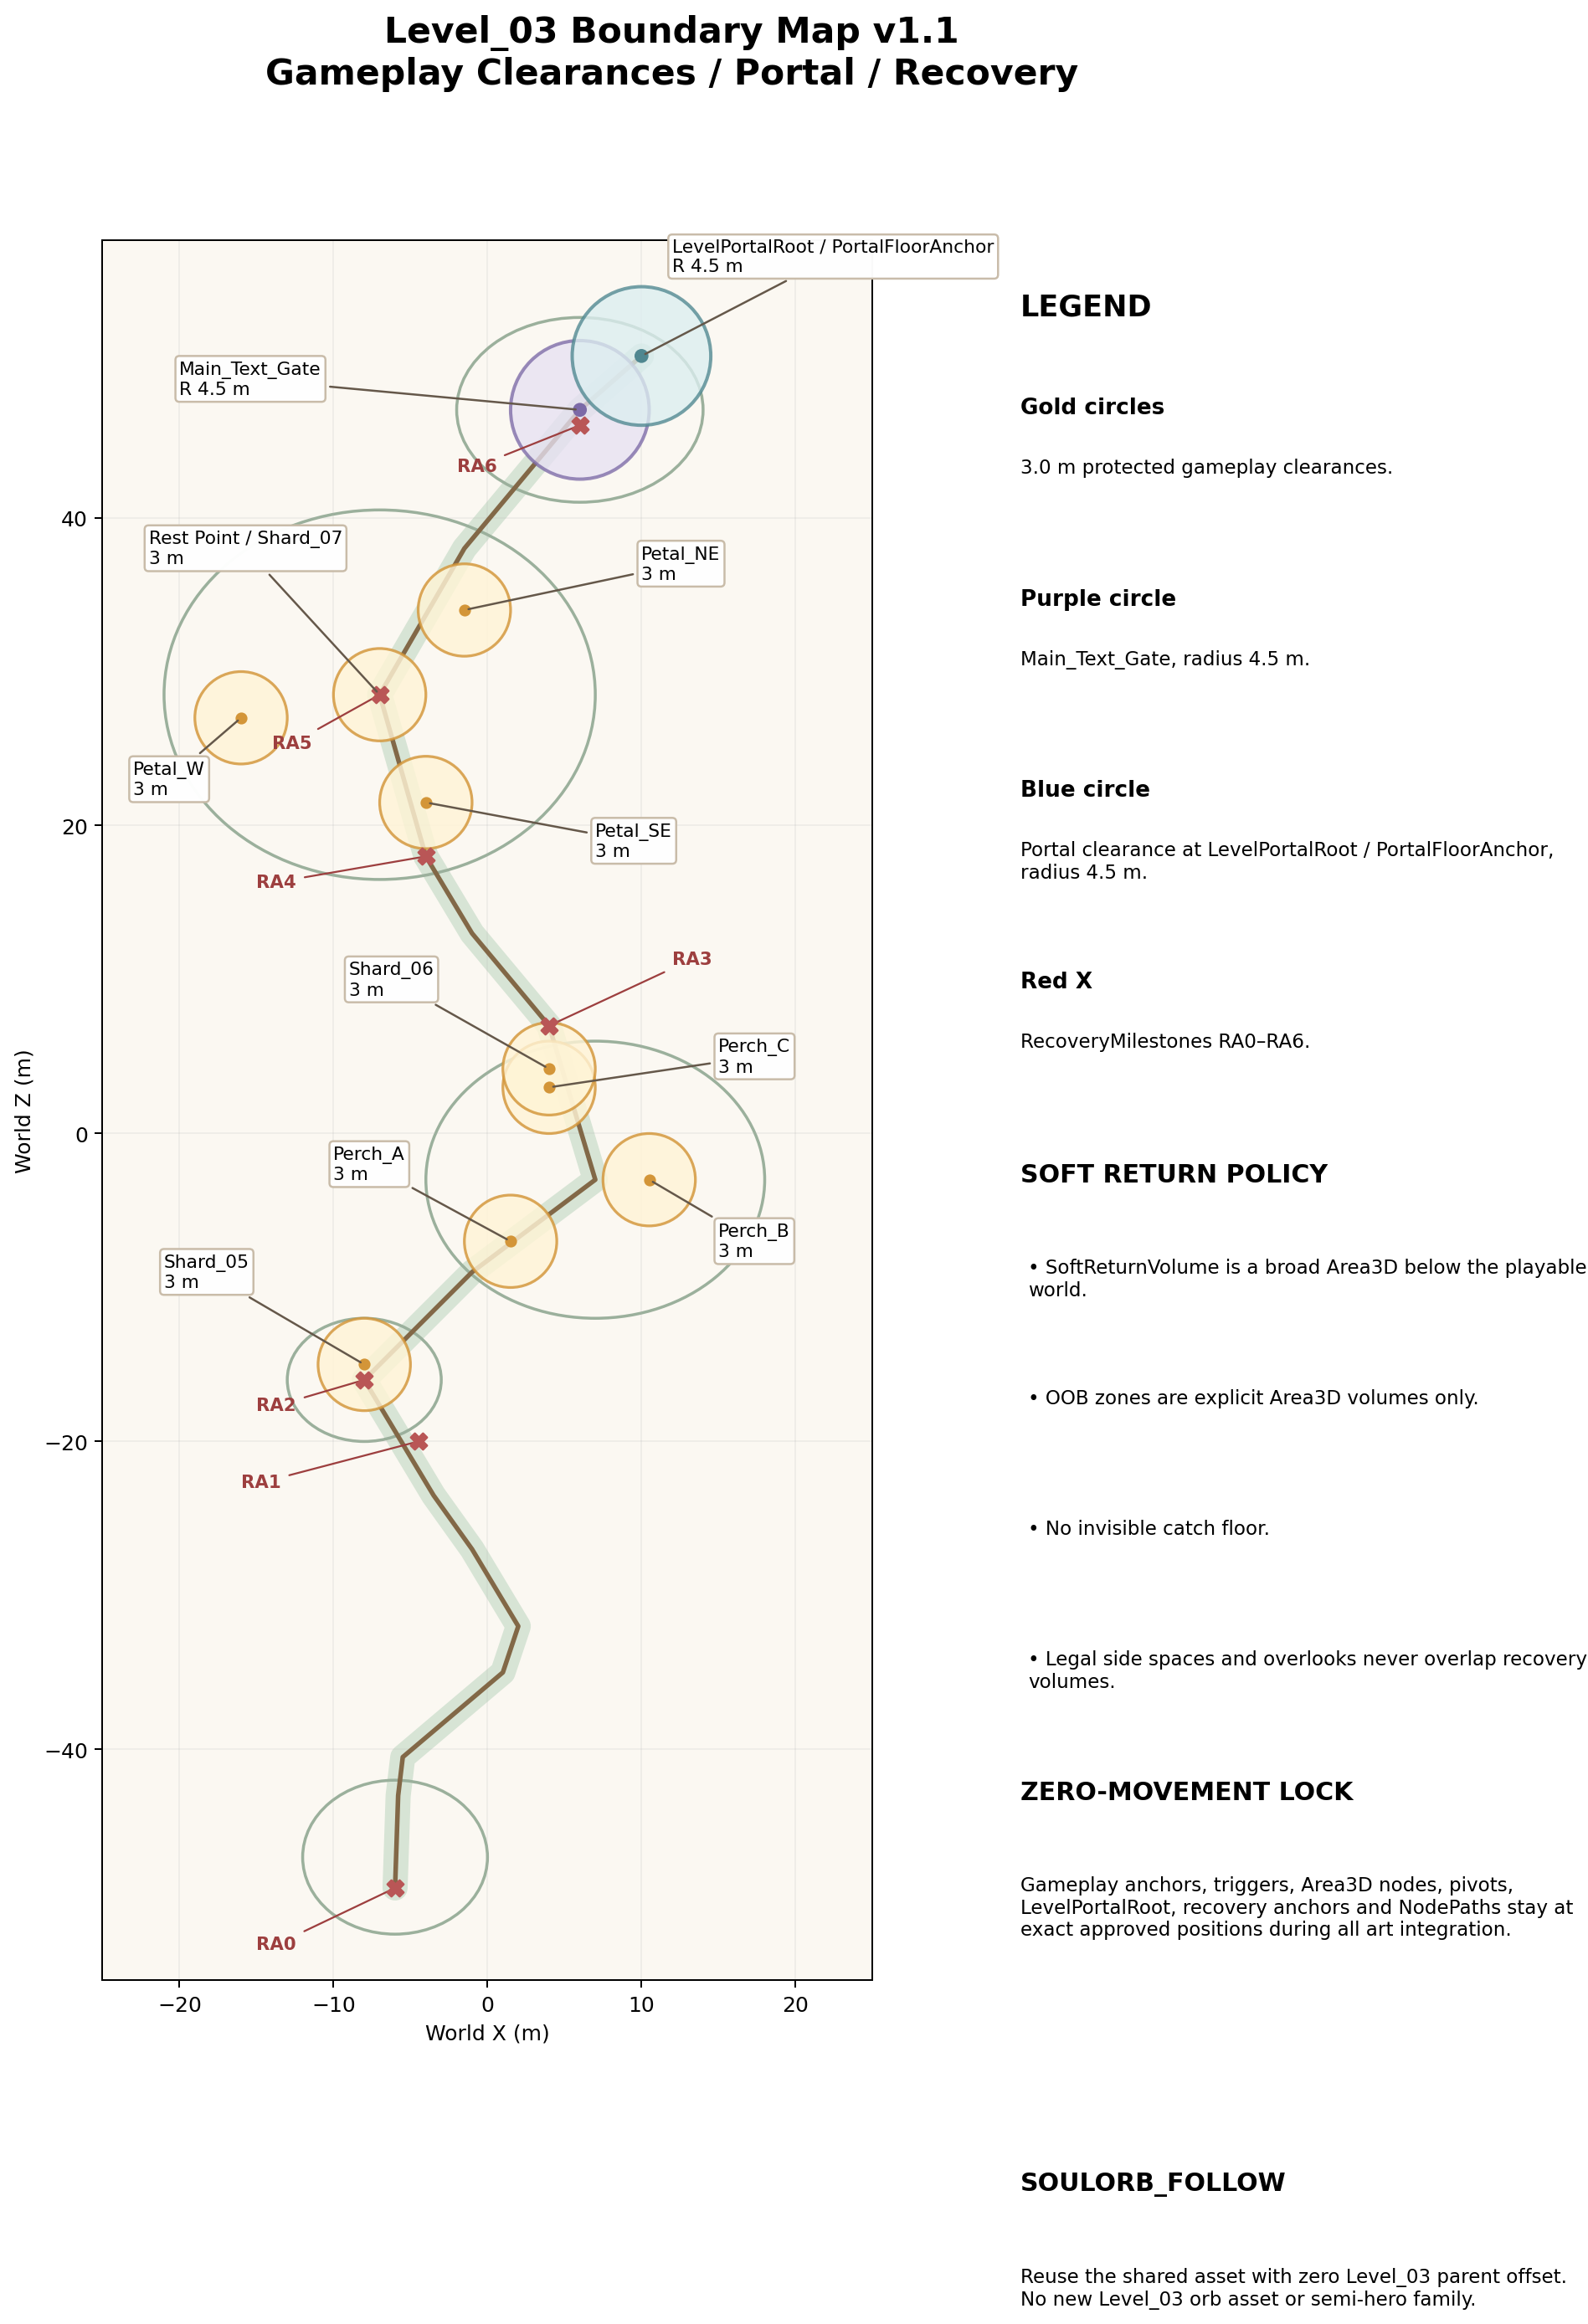 Level_03 Boundary Map v1.1
Gameplay Clearances / Portal / Recovery
LevelPortalRoot / PortalFloorAnchor
R 4.5 m
Main_Text_Gate
R 4.5 m
RA6
40
Rest Point / Shard_07
3 m
Petal_NE
3 m
RA5
Petal_W
3 m
20
Petal_SE
3 m
RA4
RA3
Shard_06
3 m
Perch_C
3 m
World Z (m)
0
Perch_A
3 m
Perch_B
3 m
Shard_05
3 m
RA2
−20
RA1
−40
RA0
−20
−10
0
10
20
World X (m)
LEGEND
Gold circles
3.0 m protected gameplay clearances.
Purple circle
Main_Text_Gate, radius 4.5 m.
Blue circle
Portal clearance at LevelPortalRoot / PortalFloorAnchor,
radius 4.5 m.
Red X
RecoveryMilestones RA0–RA6.
SOFT RETURN POLICY
• SoftReturnVolume is a broad Area3D below the playable
world.
• OOB zones are explicit Area3D volumes only.
• No invisible catch floor.
• Legal side spaces and overlooks never overlap recovery
volumes.
ZERO-MOVEMENT LOCK
Gameplay anchors, triggers, Area3D nodes, pivots,
LevelPortalRoot, recovery anchors and NodePaths stay at
exact approved positions during all art integration.
SOULORB_FOLLOW
Reuse the shared asset with zero Level_03 parent offset.
No new Level_03 orb asset or semi-hero family.